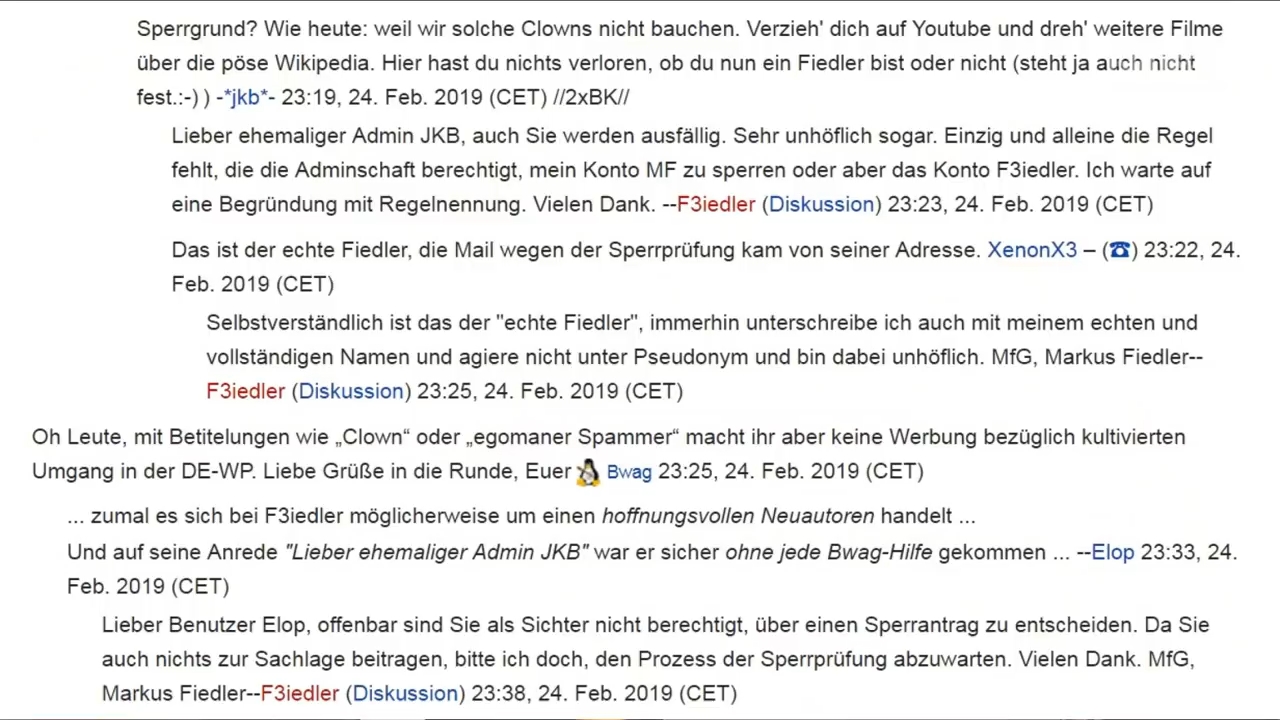 Sperrgrund? Wie heute: weil wir solche Clowns nicht bauchen. Verzieh' dich auf Youtube und dreh' weitere Filme
über die pöse Wikipedia. Hier hast du nichts verloren, ob du nun ein Fiedler bist oder nicht (steht ja auch nicht
fest.:-) ) -*jkb*- 23:19, 24. Feb. 2019 (CET) //2xBK//
Lieber ehemaliger Admin JKB, auch Sie werden ausfällig. Sehr unhöflich sogar. Einzig und alleine die Regel
fehlt, die die Adminschaft berechtigt, mein Konto MF zu sperren oder aber das Konto F3iedler. Ich warte auf
eine Begründung mit Regelnennung. Vielen Dank. --F3iedler (Diskussion) 23:23, 24. Feb. 2019 (CET)
Das ist der echte Fiedler, die Mail wegen der Sperrprüfung kam von seiner Adresse. XenonX3 – (☎) 23:22, 24.
Feb. 2019 (CET)
Selbstverständlich ist das der "echte Fiedler", immerhin unterschreibe ich auch mit meinem echten und
vollständigen Namen und agiere nicht unter Pseudonym und bin dabei unhöflich. MfG, Markus Fiedler--
F3iedler (Diskussion) 23:25, 24. Feb. 2019 (CET)
Oh Leute, mit Betitelungen wie „Clown“ oder „egomaner Spammer“ macht ihr aber keine Werbung bezüglich kultivierten
Umgang in der DE-WP. Liebe Grüße in die Runde, Euer Bwag 23:25, 24. Feb. 2019 (CET)
... zumal es sich bei F3iedler möglicherweise um einen hoffnungsvollen Neuautoren handelt ...
Und auf seine Anrede "Lieber ehemaliger Admin JKB" war er sicher ohne jede Bwag-Hilfe gekommen ... --Elop 23:33, 24.
Feb. 2019 (CET)
Lieber Benutzer Elop, offenbar sind Sie als Sichter nicht berechtigt, über einen Sperrantrag zu entscheiden. Da Sie
auch nichts zur Sachlage beitragen, bitte ich doch, den Prozess der Sperrprüfung abzuwarten. Vielen Dank. MfG,
Markus Fiedler--F3iedler (Diskussion) 23:38, 24. Feb. 2019 (CET)